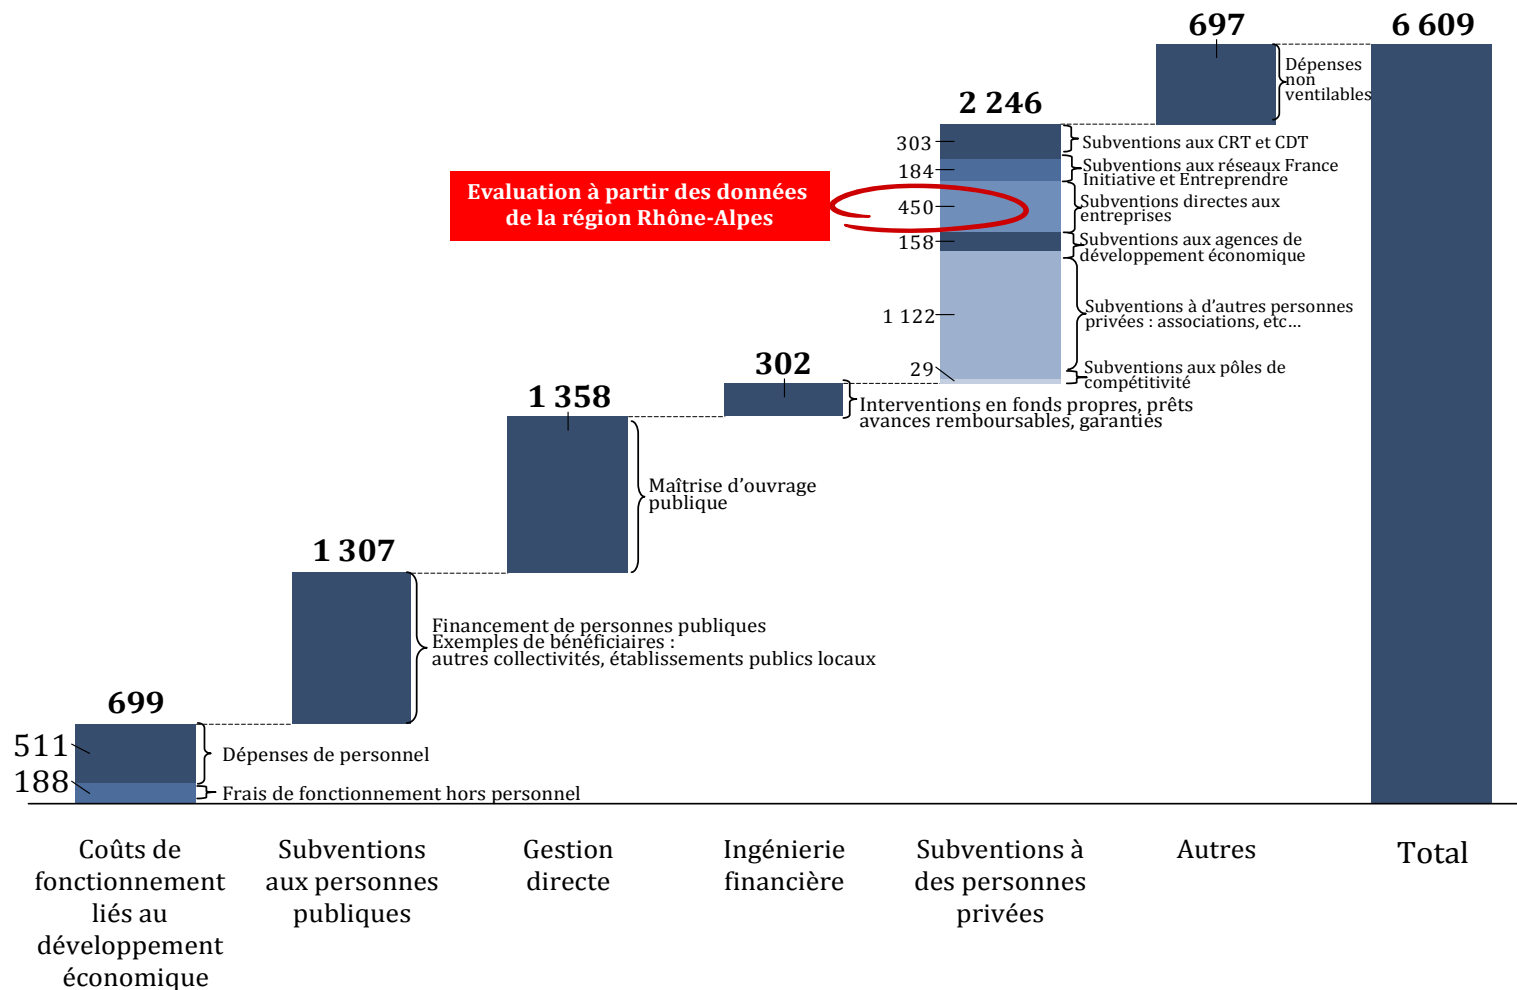 697
6 609
Dépenses
non
ventilables
2 246
303
Subventions aux CRT et CDT
184
Subventions aux réseaux France
Initiative et Entreprendre
Evaluation à partir des données
de la région Rhône-Alpes
450
Subventions directes aux
entreprises
158
Subventions aux agences de
développement économique
1 122
Subventions à d'autres personnes
privées : associations, etc…
29
Subventions aux pôles de
compétitivité
302
Interventions en fonds propres, prêts
avances remboursables, garanties
1 358
Maîtrise d'ouvrage
publique
1 307
Financement de personnes publiques
Exemples de bénéficiaires :
autres collectivités, établissements publics locaux
699
511
Dépenses de personnel
188
Frais de fonctionnement hors personnel
Coûts de
fonctionnement
liés au
développement
économique
Subventions
aux personnes
publiques
Gestion
directe
Ingénierie
financière
Subventions à
des personnes
privées
Autres
Total